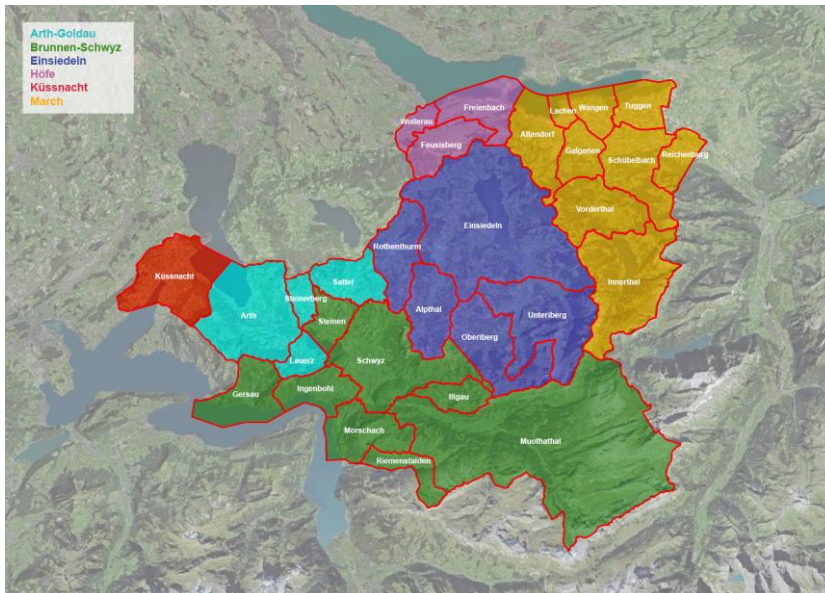 Arth-Goldau
Brunnen-Schwyz
Einsiedeln
Höfe
Küssnacht
March
Freienbach
Wollerau
Feusisberg
Lachen
Wangen
Tuggen
Altendorf
Galgenen
Schübelbach
Reichenburg
Vorderthal
Einsiedeln
Rothenthurm
Küssnacht
Sattel
Innerthal
Steinerberg
Arth
Steinen
Alpthal
Unteriberg
Oberiberg
Lauerz
Schwyz
Gersau
Ingenbohl
Illgau
Morschach
Muothathal
Riemenstalden